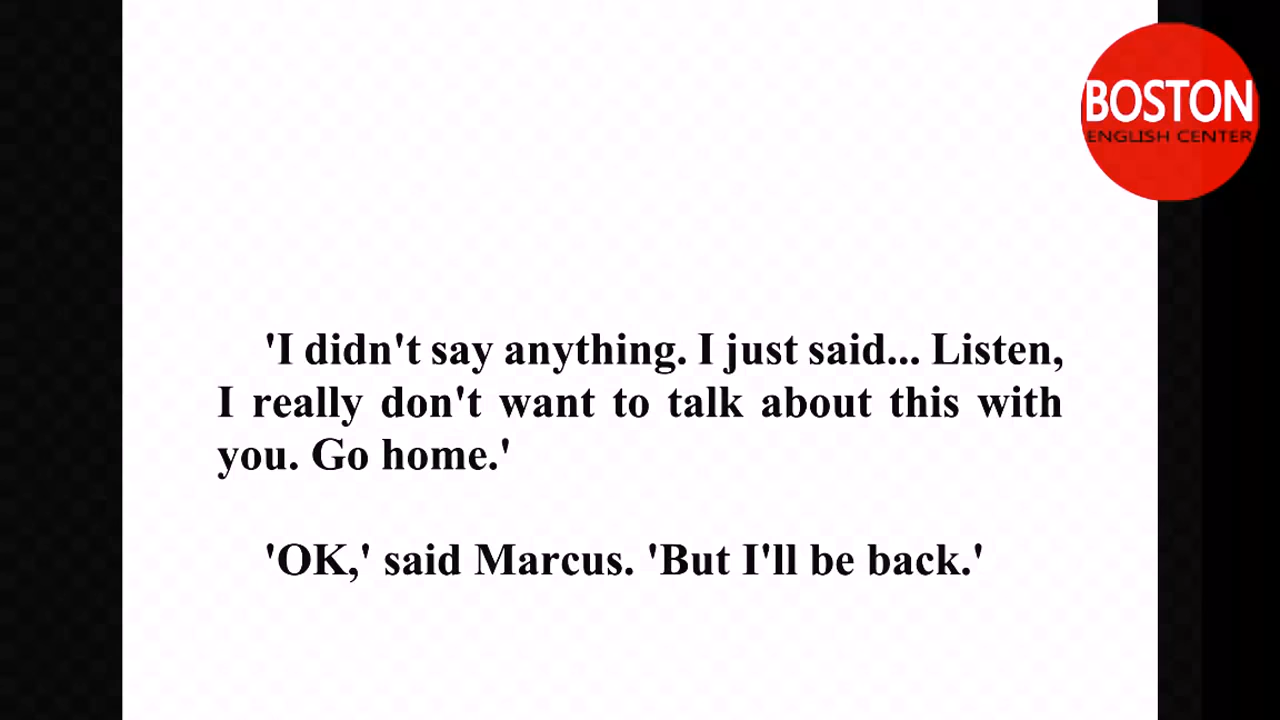 BOSTON
ENGLISH CENTER
'I didn't say anything. I just said... Listen,
I really don't want to talk about this with
you. Go home.'
'OK,' said Marcus. 'But I'll be back.'